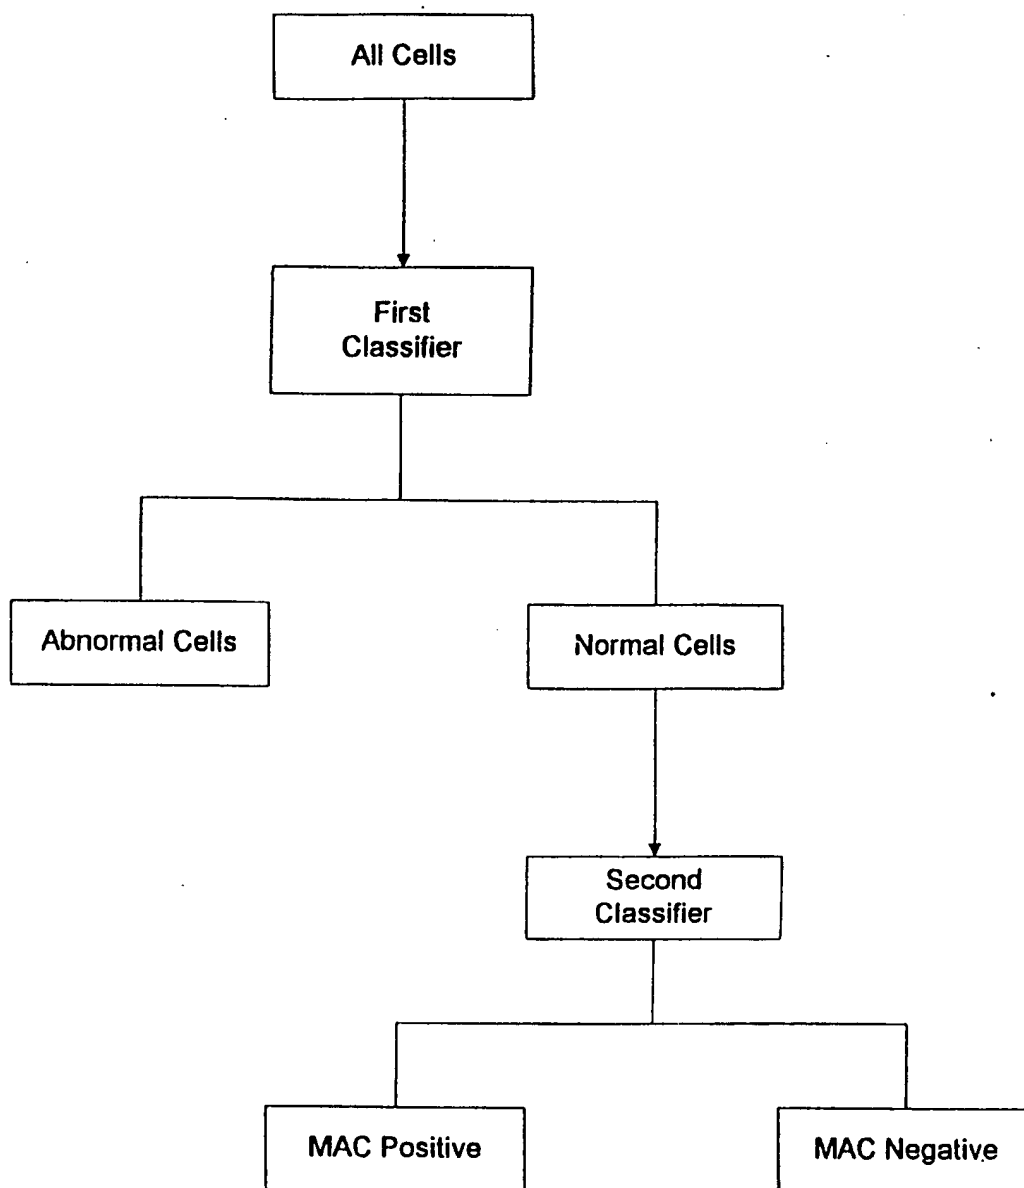 All Cells
First
Classifier
Abnormal Cells
Normal Cells
Second
Classifier
MAC Positive
MAC Negative